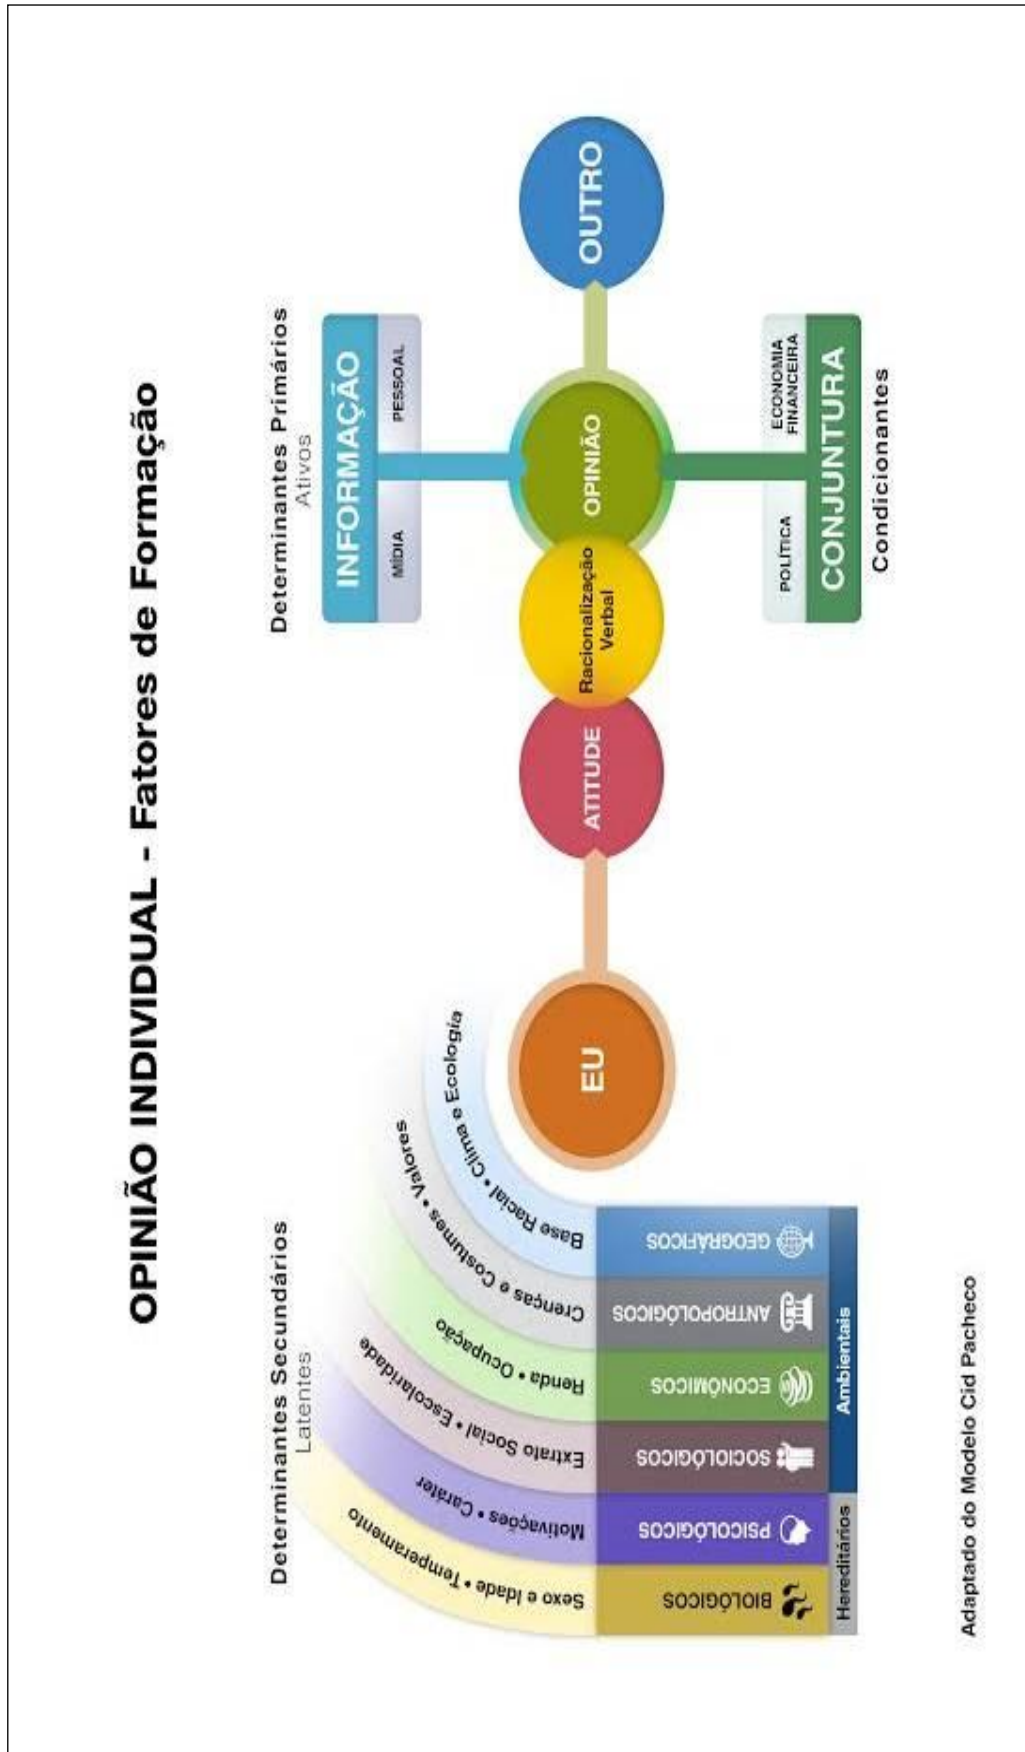 OPINIÃO INDIVIDUAL - Fatores de Formação
Determinantes Secundários
Latentes
Sexo e Idade • Temperamento
Motivações • Caráter
Extrato Social • Escolaridade
Renda • Ocupação
Crenças e Costumes • Valores
Base Racial • Clima e Ecologia
BIOLÓGICOS
PSICOLÓGICOS
SOCIOLÓGICOS
ECONÔMICOS
ANTROPOLÓGICOS
GEOGRÁFICOS
Hereditários
Ambientais
EU
ATITUDE
Racionalização
Verbal
OPINIÃO
OUTRO
Determinantes Primários
Ativos
INFORMAÇÃO
MÍDIA
PESSOAL
POLÍTICA
ECONOMIA
FINANCEIRA
CONJUNTURA
Condicionantes
Adaptado do Modelo Cid Pacheco